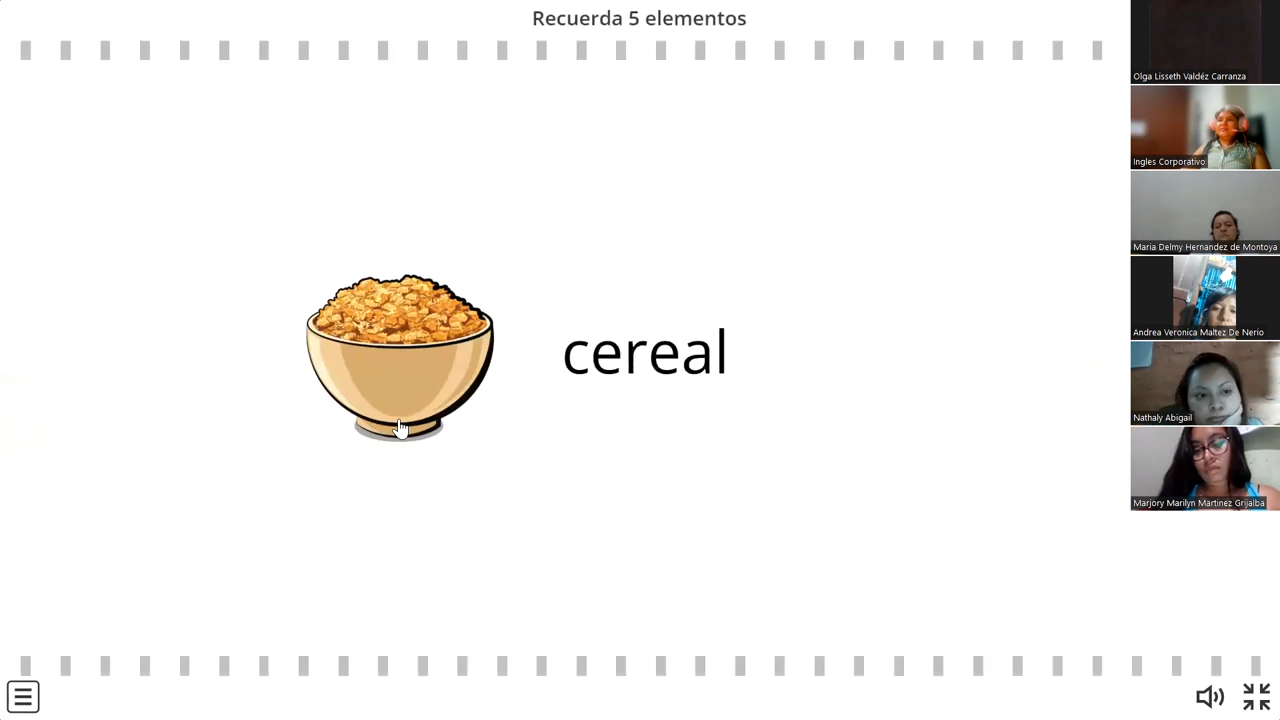 Recuerda 5 elementos
cereal
Olga Lisseth Valdéz Carranza
Ingles Corporativo
Maria Delmy Hernandez de Montoya
Andrea Veronica Maltez De Nerio
Nathaly Abigail
Marjory Marilyn Martinez Grijalba